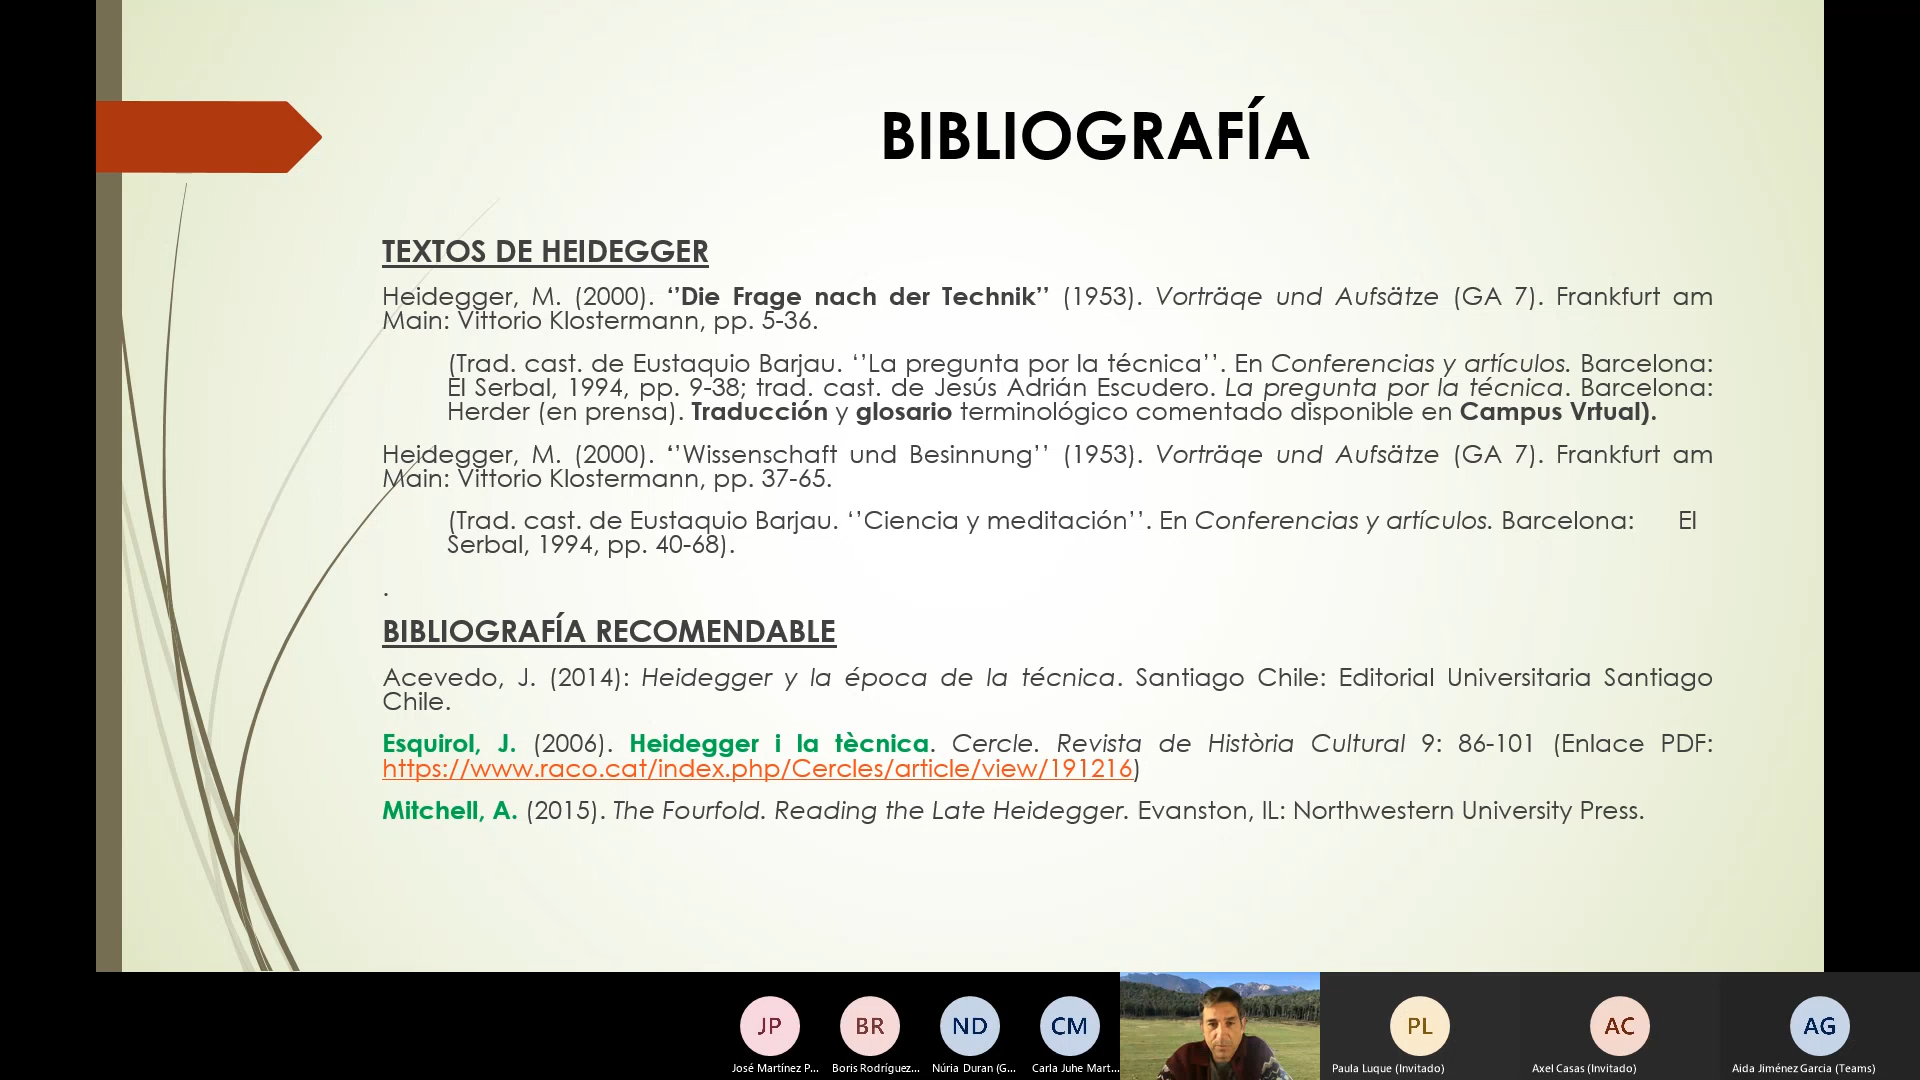 BIBLIOGRAFÍA
TEXTOS DE HEIDEGGER
Heidegger, M. (2000). ‘’Die Frage nach der Technik’’ (1953). Vorträqe und Aufsätze (GA 7). Frankfurt am
Main: Vittorio Klostermann, pp. 5-36.
(Trad. cast. de Eustaquio Barjau. ‘’La pregunta por la técnica’’. En Conferencias y artículos. Barcelona:
El Serbal, 1994, pp. 9-38; trad. cast. de Jesús Adrián Escudero. La pregunta por la técnica. Barcelona:
Herder (en prensa). Traducción y glosario terminológico comentado disponible en Campus Vrtual).
Heidegger, M. (2000). ‘’Wissenschaft und Besinnung’’ (1953). Vorträqe und Aufsätze (GA 7). Frankfurt am
Main: Vittorio Klostermann, pp. 37-65.
(Trad. cast. de Eustaquio Barjau. ‘’Ciencia y meditación’’. En Conferencias y artículos. Barcelona: El
Serbal, 1994, pp. 40-68).
.
BIBLIOGRAFÍA RECOMENDABLE
Acevedo, J. (2014): Heidegger y la época de la técnica. Santiago Chile: Editorial Universitaria Santiago
Chile.
Esquirol, J. (2006). Heidegger i la tècnica. Cercle. Revista de Història Cultural 9: 86-101 (Enlace PDF:
https://www.raco.cat/index.php/Cercles/article/view/191216)
Mitchell, A. (2015). The Fourfold. Reading the Late Heidegger. Evanston, IL: Northwestern University Press.
JP BR ND CM PL AC AG
José Martínez P... Boris Rodríguez... Núria Duran (G... Carla Juhe Mart... Paula Luque (Invitado) Axel Casas (Invitado) Aida Jiménez Garcia (Teams)